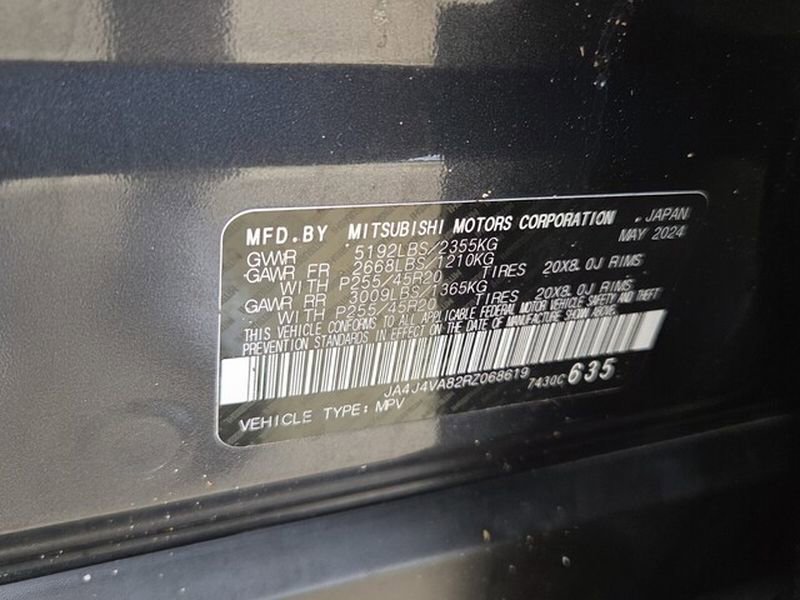 MFD. BY MITSUBISHI MOTORS CORPORATION JAPAN
MAY 2024
GVWR 5192LBS/2355KG
GAWR FR 2668LBS/1210KG
WITH P255/45R20 TIRES 20X8.0J RIMS
GAWR RR 3009LBS/1365KG
WITH P255/45R20 TIRES 20X8.0J RIMS
THIS VEHICLE CONFORMS TO ALL APPLICABLE FEDERAL MOTOR VEHICLE SAFETY AND THEFT
PREVENTION STANDARDS IN EFFECT ON THE DATE OF MANUFACTURE SHOWN ABOVE.
JA4J4VA82RZ068619 7430C 635
VEHICLE TYPE: MPV